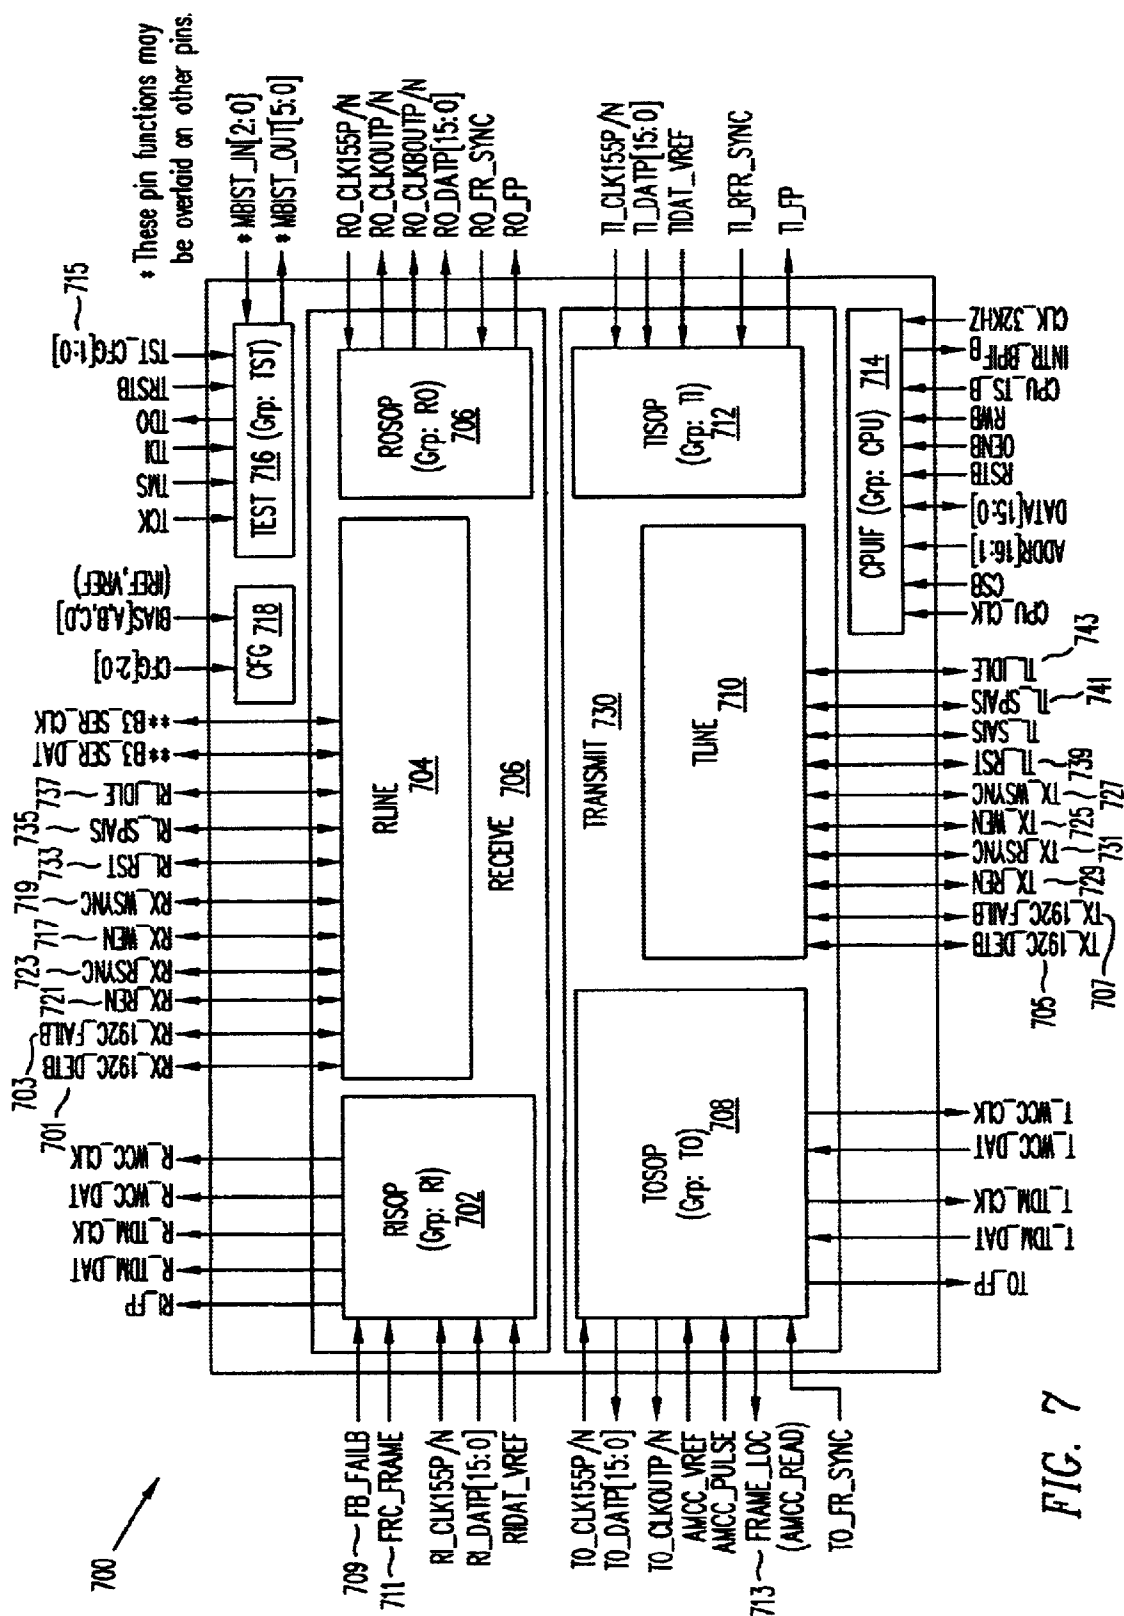 700
* These pin functions may
be overlaid on other pins.
715
TST_CFG[1:0]
TRSTB
TDO
TDI
TMS
TCK
(IREF,VREF)
BIAS[A,B,C,D]
CFG[2:0]
**B3_SER_CLK
**B3_SER_DAT
737
RL_IDLE
735
RL_SPAIS
733
RL_RST
719
RX_WSYNC
717
RX_WEN
723
RX_RSYNC
721
RX_REN
703
RX_192C_FAILB
701
RX_192C_DETB
R_WCC_CLK
R_WCC_DAT
R_TDM_CLK
R_TDM_DAT
RI_FP
* MBIST_IN[2:0]
* MBIST_OUT[5:0]
TEST 716 (Grp: TST)
CFG 718
709 FB_FAILB
711 FRC_FRAME
RI_CLK155P/N
RI_DATP[15:0]
RIDAT_VREF
RISOP
(Grp: RI)
702
RLINE
704
RECEIVE 706
ROSOP
(Grp: RO)
706
RO_CLK155P/N
RO_CLKOUTP/N
RO_CLKBOUTP/N
RO_DATP[15:0]
RO_FR_SYNC
RO_FP
TO_CLK155P/N
TO_DATP[15:0]
TO_CLKOUTP/N
AMCC_VREF
AMCC_PULSE
713 FRAME_LOC
(AMCC_READ)
TO_FR_SYNC
TOSOP
(Grp: TO)
708
TRANSMIT 730
TLINE
710
TISOP
(Grp: TI)
712
TI_CLK155P/N
TI_DATP[15:0]
TIDAT_VREF
TI_RFR_SYNC
TI_FP
CPUIF (Grp: CPU) 714
TO_FP
T_TDM_DAT
T_TDM_CLK
T_WCC_DAT
T_WCC_CLK
TX_192C_DETB
705
TX_192C_FAILB
707
TX_REN
729
TX_RSYNC
731
TX_WEN
725
TX_WSYNC
727
TL_RST
739
TL_SAIS
TL_SPAIS
741
TL_IDLE
743
CPU_CLK
CSB
ADDR[16:1]
DATA[15:0]
RSTB
OENB
RWB
CPU_TS_B
INTR_BPIF
B
CLK_32KHZ
FIG. 7